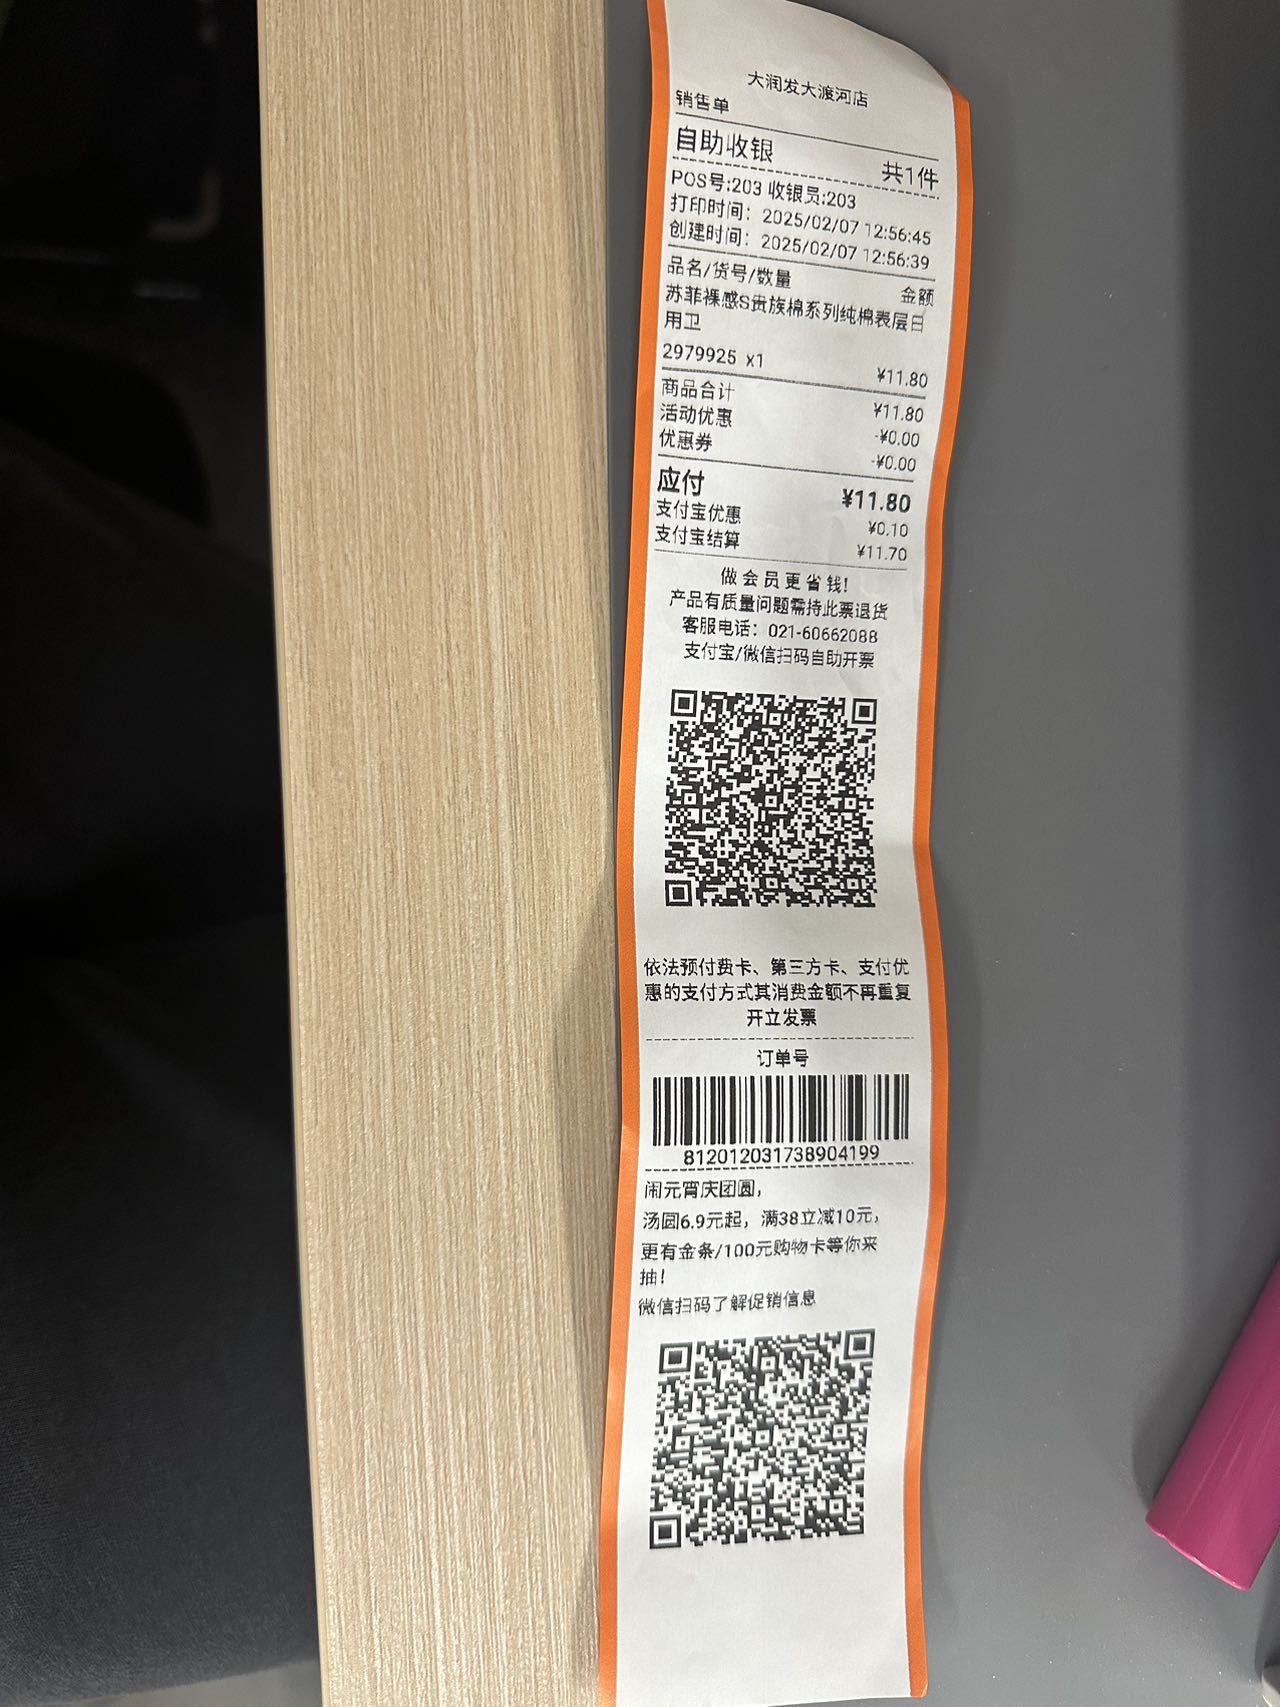 大润发大渡河店
销售单
自助收银 共1件
POS号:203 收银员:203
打印时间：2025/02/07 12:56:45
创建时间：2025/02/07 12:56:39
品名/货号/数量 金额
苏菲裸感S贵族棉系列纯棉表层日
用卫
2979925 x1 ¥11.80
商品合计 ¥11.80
活动优惠 -¥0.00
优惠券 -¥0.00
应付 ¥11.80
支付宝优惠 ¥0.10
支付宝结算 ¥11.70
做会员更省钱!
产品有质量问题需持此票退货
客服电话：021-60662088
支付宝/微信扫码自助开票
依法预付费卡、第三方卡、支付优
惠的支付方式其消费金额不再重复
开立发票
订单号
812012031738904199
闹元宵庆团圆，
汤圆6.9元起，满38立减10元，
更有金条/100元购物卡等你来
抽！
微信扫码了解促销信息